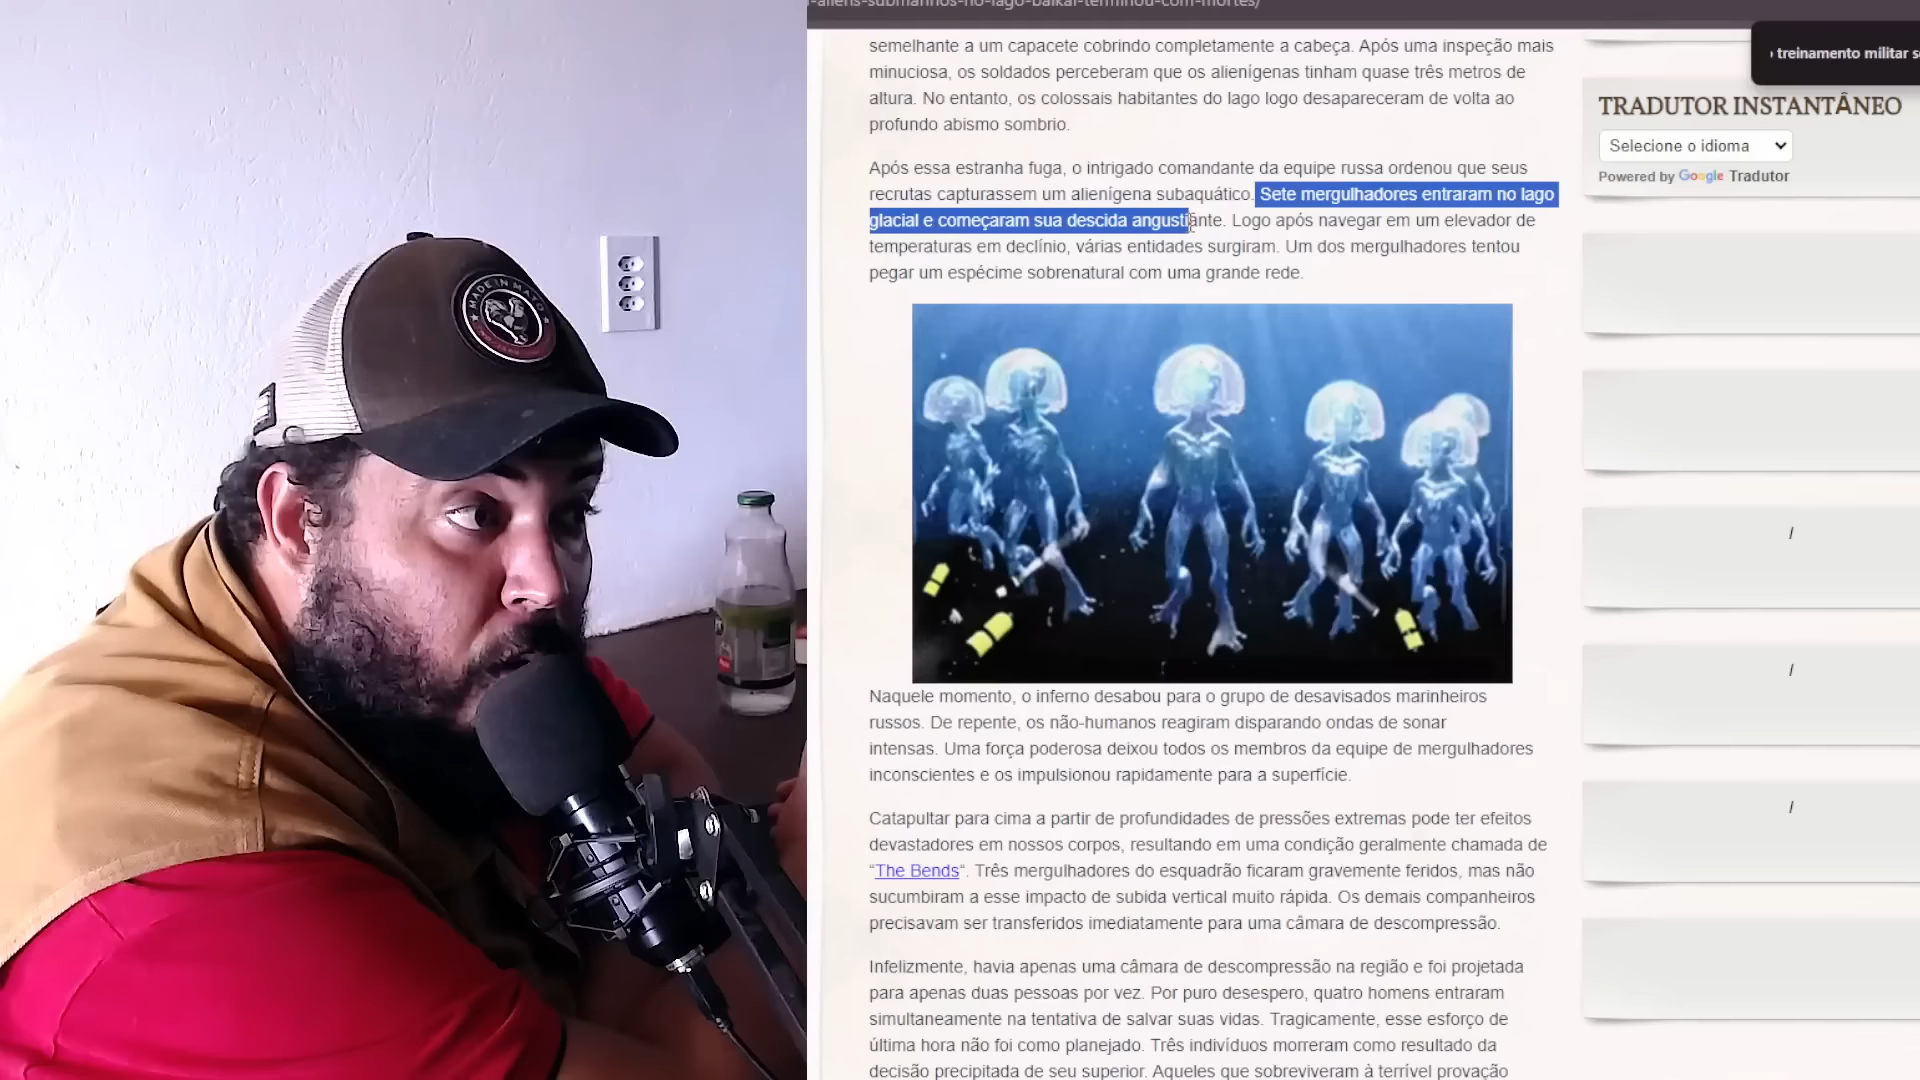 -aliens-submarinos-no-lago-baikal-terminou-com-mortes/
treinamento militar s
semelhante a um capacete cobrindo completamente a cabeça. Após uma inspeção mais
minuciosa, os soldados perceberam que os alienígenas tinham quase três metros de
altura. No entanto, os colossais habitantes do lago logo desapareceram de volta ao
profundo abismo sombrio.
Após essa estranha fuga, o intrigado comandante da equipe russa ordenou que seus
recrutas capturassem um alienígena subaquático. Sete mergulhadores entraram no lago
glacial e começaram sua descida angustiante. Logo após navegar em um elevador de
temperaturas em declínio, várias entidades surgiram. Um dos mergulhadores tentou
pegar um espécime sobrenatural com uma grande rede.
Naquele momento, o inferno desabou para o grupo de desavisados marinheiros
russos. De repente, os não-humanos reagiram disparando ondas de sonar
intensas. Uma força poderosa deixou todos os membros da equipe de mergulhadores
inconscientes e os impulsionou rapidamente para a superfície.
Catapultar para cima a partir de profundidades de pressões extremas pode ter efeitos
devastadores em nossos corpos, resultando em uma condição geralmente chamada de
“The Bends“. Três mergulhadores do esquadrão ficaram gravemente feridos, mas não
sucumbiram a esse impacto de subida vertical muito rápida. Os demais companheiros
precisavam ser transferidos imediatamente para uma câmara de descompressão.
Infelizmente, havia apenas uma câmara de descompressão na região e foi projetada
para apenas duas pessoas por vez. Por puro desespero, quatro homens entraram
simultaneamente na tentativa de salvar suas vidas. Tragicamente, esse esforço de
última hora não foi como planejado. Três indivíduos morreram como resultado da
decisão precipitada de seu superior. Aqueles que sobreviveram à terrível provação
TRADUTOR INSTANTÂNEO
Selecione o idioma
Powered by Google Tradutor
/
/
/
MADE IN MATO